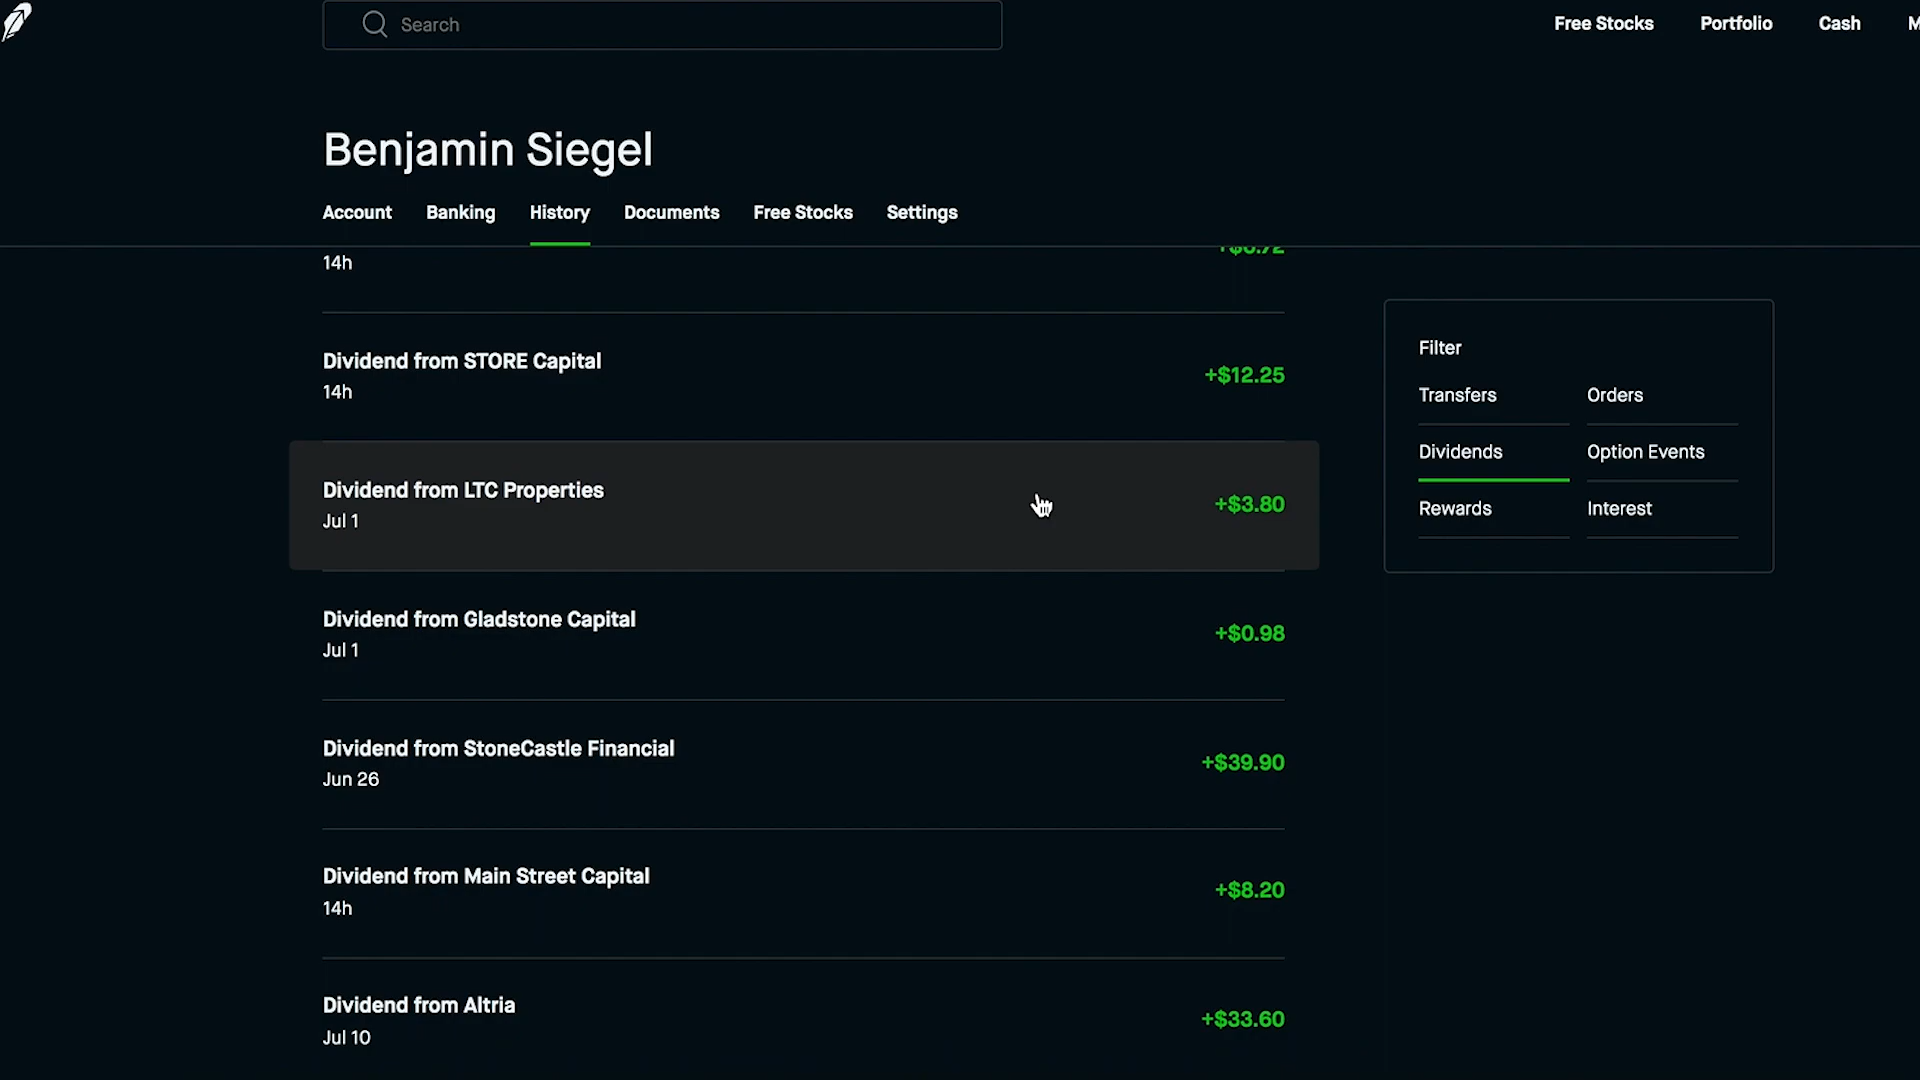 Search
Free Stocks
Portfolio
Cash
Benjamin Siegel
Account
Banking
History
Documents
Free Stocks
Settings
14h
Dividend from STORE Capital
14h
+$12.25
Dividend from LTC Properties
Jul 1
+$3.80
Dividend from Gladstone Capital
Jul 1
+$0.98
Dividend from StoneCastle Financial
Jun 26
+$39.90
Dividend from Main Street Capital
14h
+$8.20
Dividend from Altria
Jul 10
+$33.60
Filter
Transfers
Orders
Dividends
Option Events
Rewards
Interest